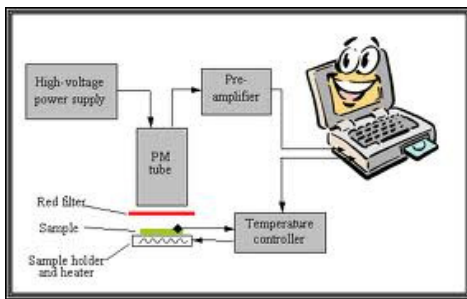 High-voltage
power supply
Pre-
amplifier
PM
tube
Red filter
Sample
Sample holder
and heater
Temperature
controller